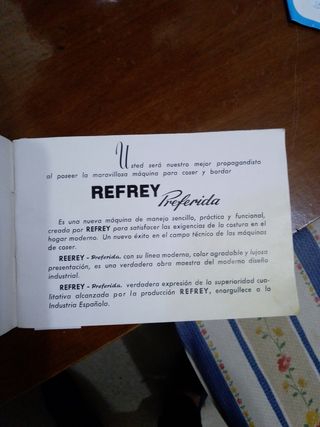 Usted será nuestro mejor propagandista
al poseer la maravillosa máquina para coser y bordar
REFREY Preferida
Es una nueva máquina de manejo sencillo, práctico y funcional,
creada por REFREY para satisfacer las exigencias de la costura en el
hogar moderno. Un nuevo éxito en el campo técnico de las máquinas
de coser.
REFREY - Preferida, con su línea moderna, color agradable y lujosa
presentación, es una verdadera obra maestra del moderno diseño
industrial.
REFREY - Preferida, verdadera expresión de la superioridad cua-
litativa alcanzada por la producción REFREY, enorgullece a la
Industria Española.